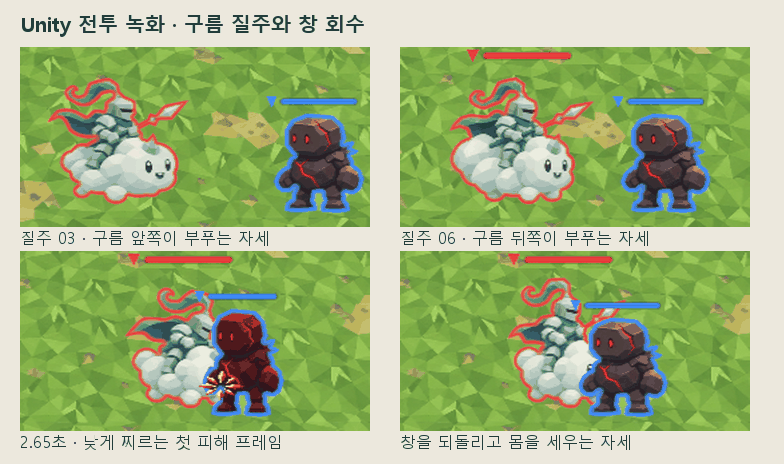 Unity 전투 녹화 · 구름 질주와 창 회수
질주 03 · 구름 앞쪽이 부푸는 자세
질주 06 · 구름 뒤쪽이 부푸는 자세
2.65초 · 늦게 찌르는 첫 피해 프레임
창을 되돌리고 몸을 세우는 자세